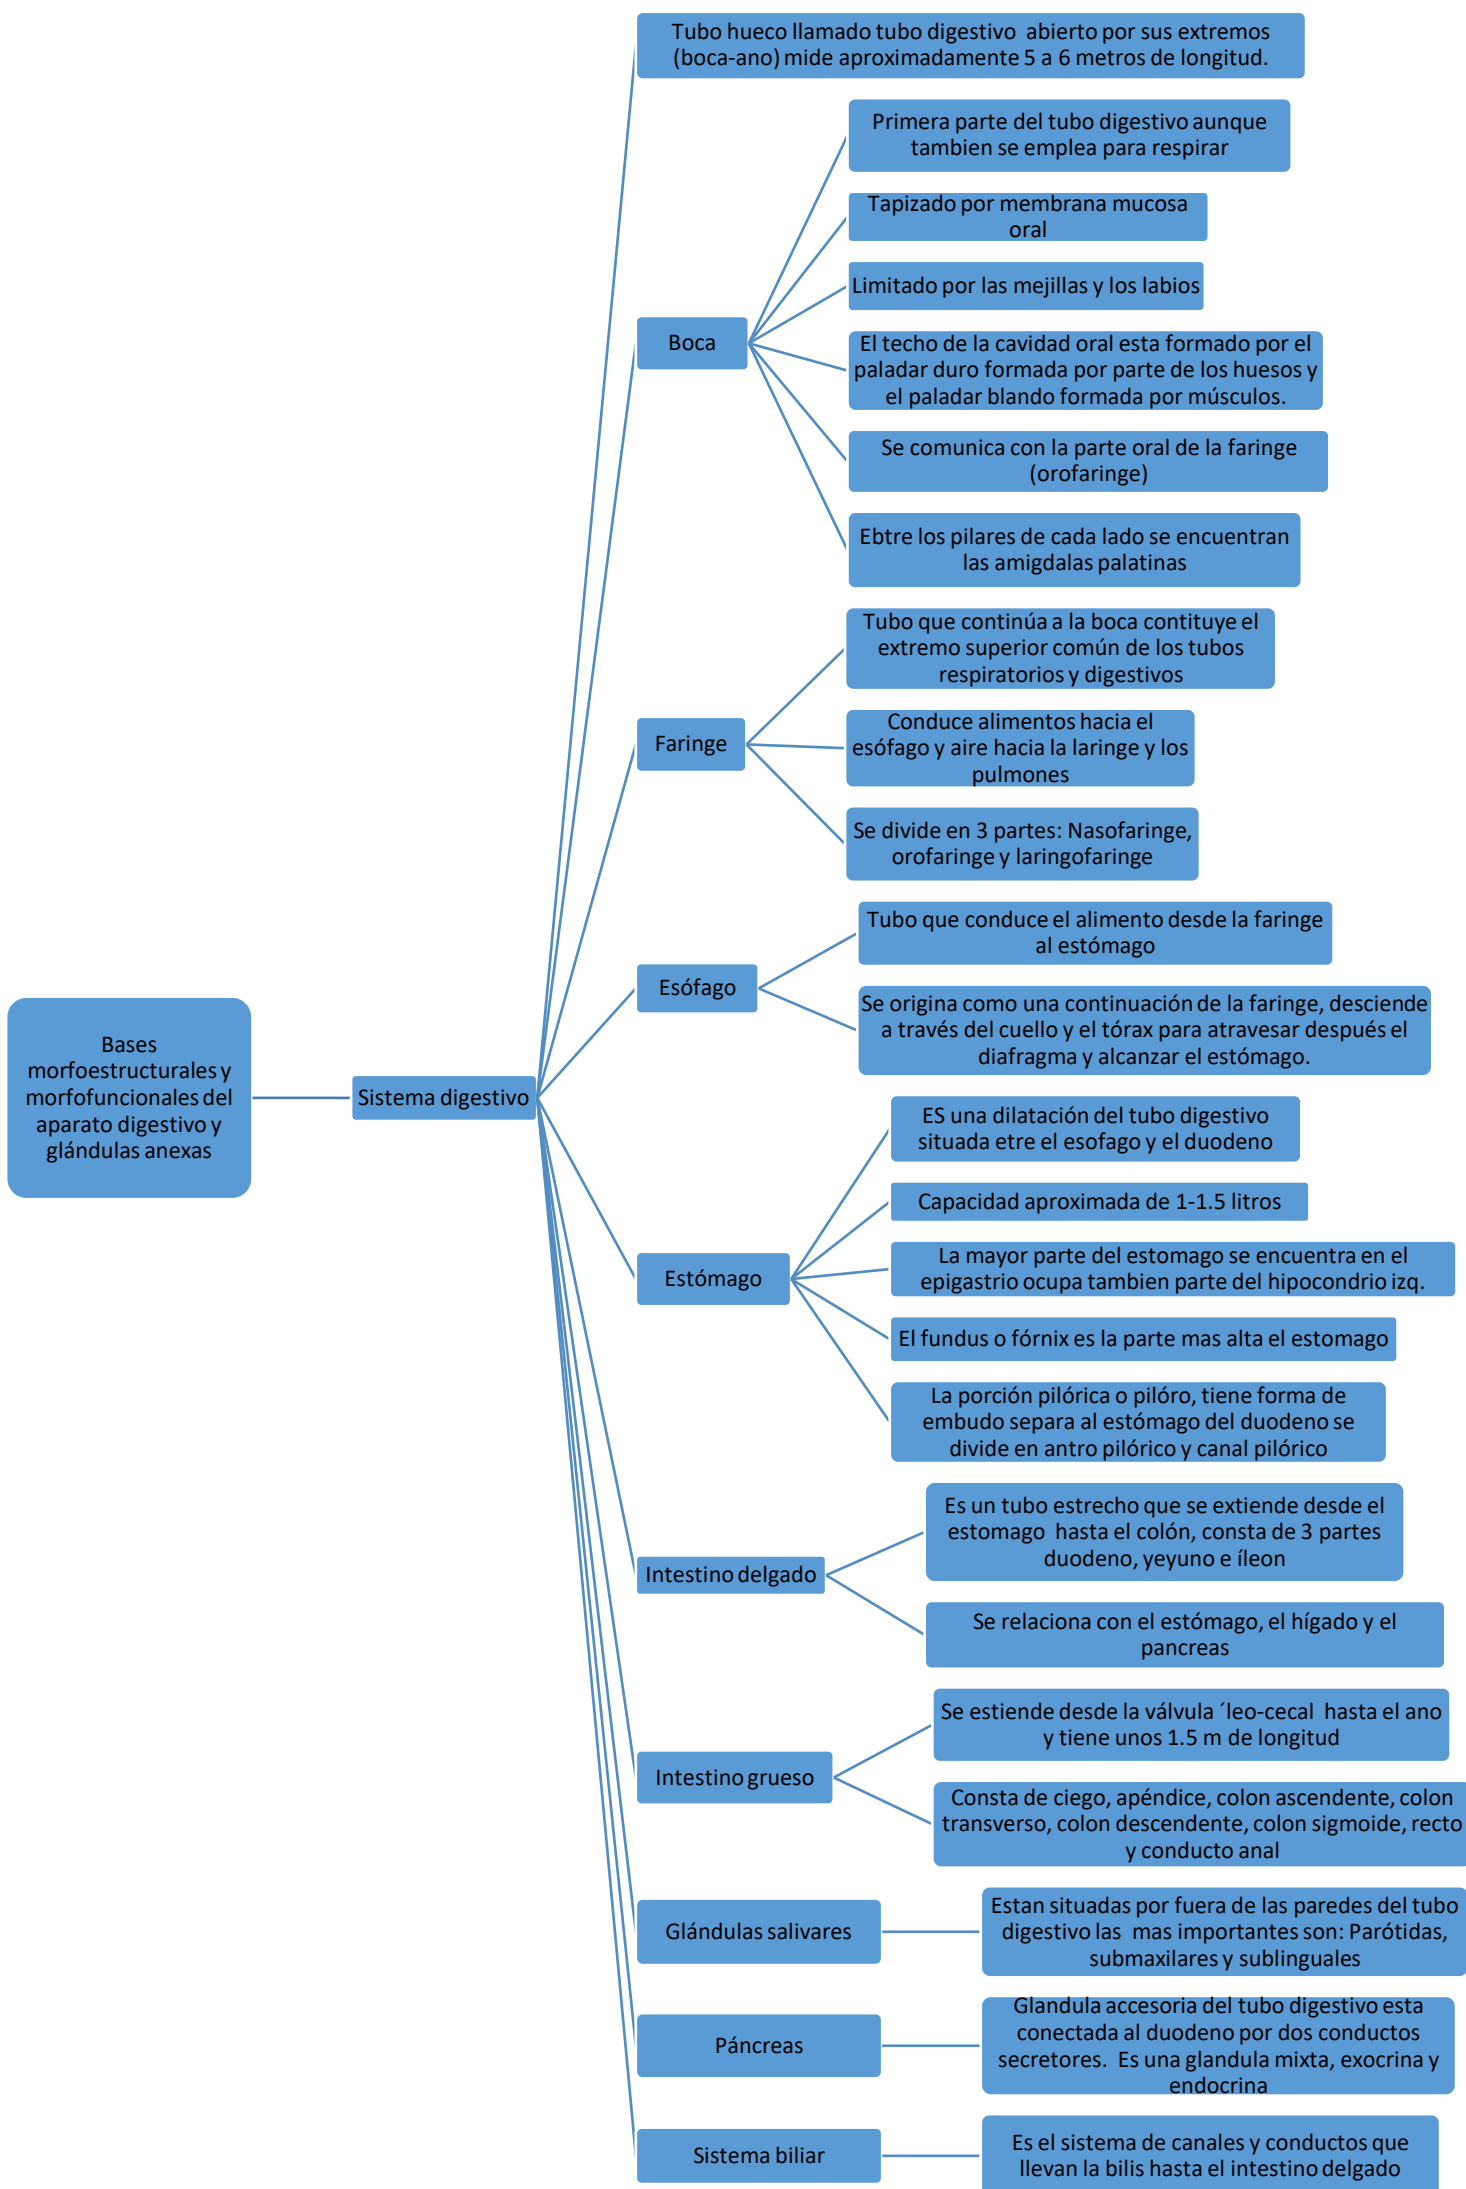 Tubo hueco llamado tubo digestivo abierto por sus extremos
(boca-ano) mide aproximadamente 5 a 6 metros de longitud.
Primera parte del tubo digestivo aunque
tambien se emplea para respirar
Tapizado por membrana mucosa
oral
Limitado por las mejillas y los labios
Boca
El techo de la cavidad oral esta formado por el
paladar duro formada por parte de los huesos y
el paladar blando formada por músculos.
Se comunica con la parte oral de la faringe
(orofaringe)
Ebtre los pilares de cada lado se encuentran
las amigdalas palatinas
Tubo que continúa a la boca contituye el
extremo superior común de los tubos
respiratorios y digestivos
Faringe
Conduce alimentos hacia el
esófago y aire hacia la laringe y los
pulmones
Se divide en 3 partes: Nasofaringe,
orofaringe y laringofaringe
Tubo que conduce el alimento desde la faringe
al estómago
Esófago
Se origina como una continuación de la faringe, desciende
a través del cuello y el tórax para atravesar después el
diafragma y alcanzar el estómago.
Bases
morfoestructurales y
morfofuncionales del
aparato digestivo y
glándulas anexas
Sistema digestivo
ES una dilatación del tubo digestivo
situada etre el esofago y el duodeno
Capacidad aproximada de 1-1.5 litros
Estómago
La mayor parte del estomago se encuentra en el
epigastrio ocupa tambien parte del hipocondrio izq.
El fundus o fórnix es la parte mas alta el estomago
La porción pilórica o pilóro, tiene forma de
embudo separa al estómago del duodeno se
divide en antro pilórico y canal pilórico
Es un tubo estrecho que se extiende desde el
estomago hasta el colón, consta de 3 partes
duodeno, yeyuno e íleon
Intestino delgado
Se relaciona con el estómago, el hígado y el
pancreas
Se estiende desde la válvula ´leo-cecal hasta el ano
y tiene unos 1.5 m de longitud
Intestino grueso
Consta de ciego, apéndice, colon ascendente, colon
transverso, colon descendente, colon sigmoide, recto
y conducto anal
Glándulas salivares
Estan situadas por fuera de las paredes del tubo
digestivo las mas importantes son: Parótidas,
submaxilares y sublinguales
Páncreas
Glandula accesoria del tubo digestivo esta
conectada al duodeno por dos conductos
secretores. Es una glandula mixta, exocrina y
endocrina
Sistema biliar
Es el sistema de canales y conductos que
llevan la bilis hasta el intestino delgado